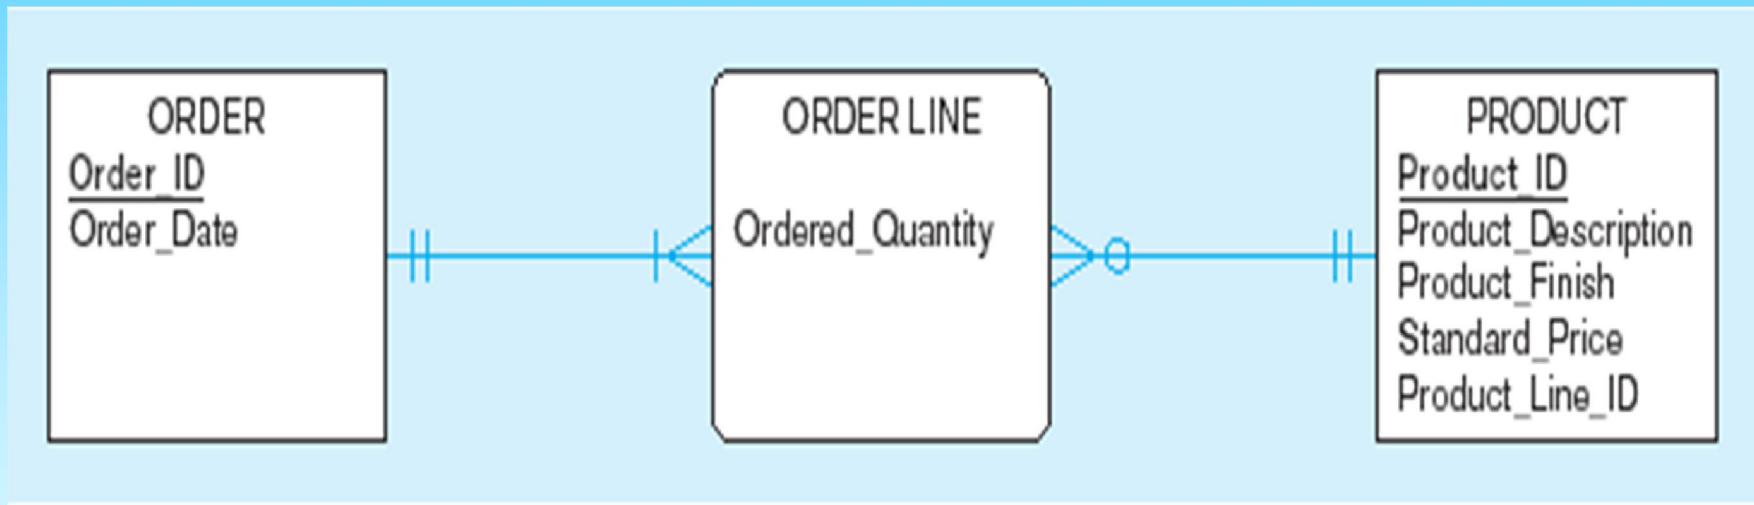 ORDER
Order_ID
Order_Date
ORDER LINE
Ordered_Quantity
PRODUCT
Product_ID
Product_Description
Product_Finish
Standard_Price
Product_Line_ID